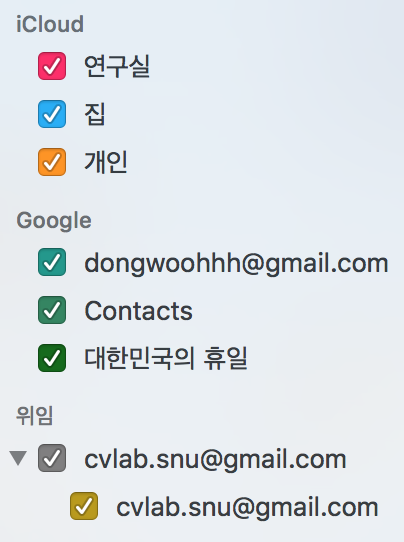 iCloud
연구실
집
개인
Google
dongwoohhh@gmail.com
Contacts
대한민국의 휴일
위임
cvlab.snu@gmail.com
cvlab.snu@gmail.com